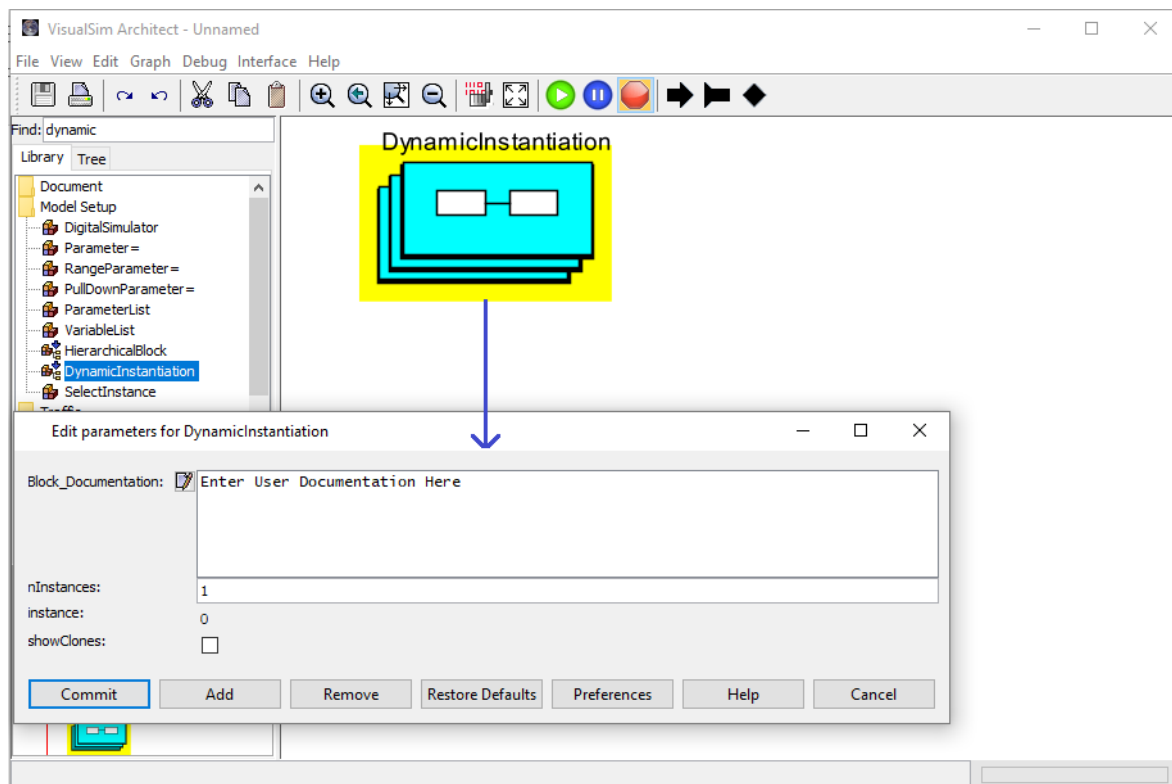 VisualSim Architect - Unnamed
File View Edit Graph Debug Interface Help
Find: dynamic
Library Tree
Document
Model Setup
DigitalSimulator
Parameter=
RangeParameter=
PullDownParameter=
ParameterList
VariableList
HierarchicalBlock
DynamicInstantiation
SelectInstance
DynamicInstantiation
Edit parameters for DynamicInstantiation
Block_Documentation: Enter User Documentation Here
nInstances: 1
instance: 0
showClones:
Commit Add Remove Restore Defaults Preferences Help Cancel